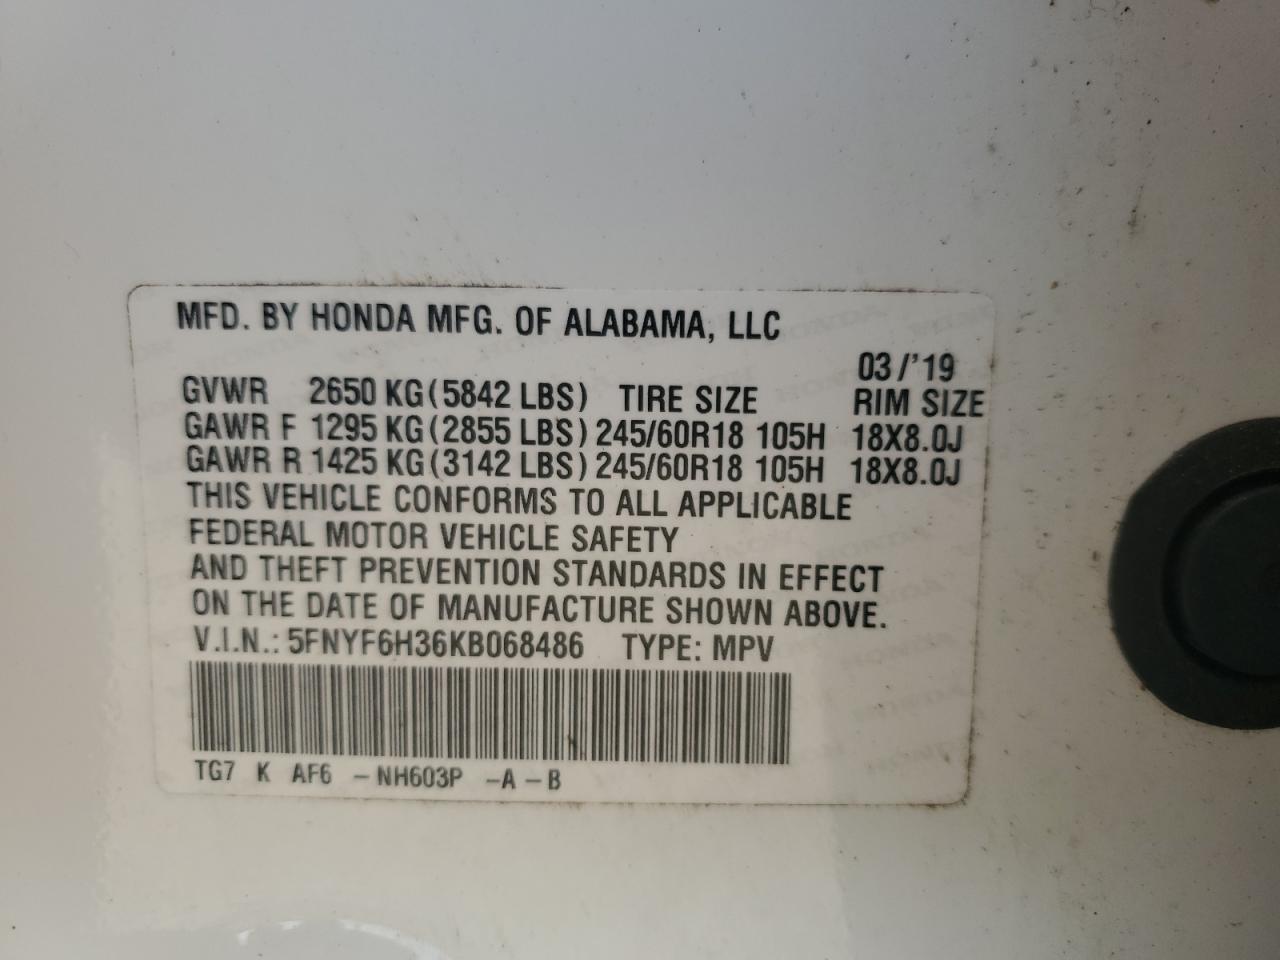 MFD. BY HONDA MFG. OF ALABAMA, LLC
03/'19
GVWR 2650 KG (5842 LBS) TIRE SIZE RIM SIZE
GAWR F 1295 KG (2855 LBS) 245/60R18 105H 18X8.0J
GAWR R 1425 KG (3142 LBS) 245/60R18 105H 18X8.0J
THIS VEHICLE CONFORMS TO ALL APPLICABLE
FEDERAL MOTOR VEHICLE SAFETY
AND THEFT PREVENTION STANDARDS IN EFFECT
ON THE DATE OF MANUFACTURE SHOWN ABOVE.
V.I.N.: 5FNYF6H36KB068486 TYPE: MPV
TG7 K AF6 -NH603P -A -B